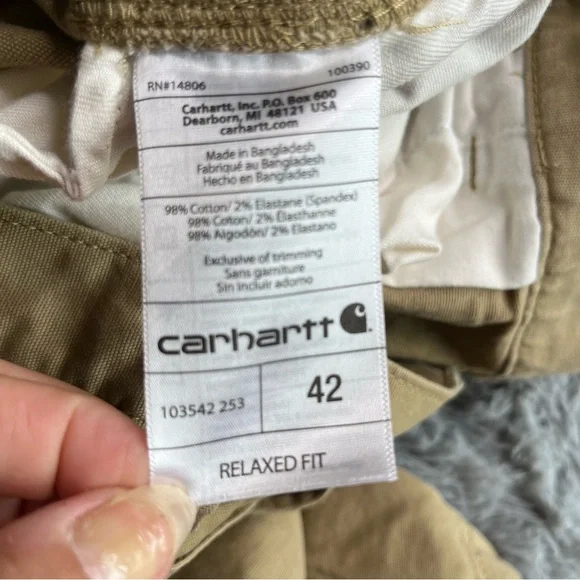 RN#14806 100390
Carhartt, Inc. P.O. Box 600
Dearborn, MI 48121 USA
carhartt.com
Made in Bangladesh
Fabriqué au Bangladesh
Hecho en Bangladesh
98% Cotton/ 2% Elastane (Spandex)
98% Coton/ 2% Élasthanne
98% Algodón/ 2% Elastano
Exclusive of trimming
Sans garniture
Sin incluir adorno
carhartt
103542 253 42
RELAXED FIT